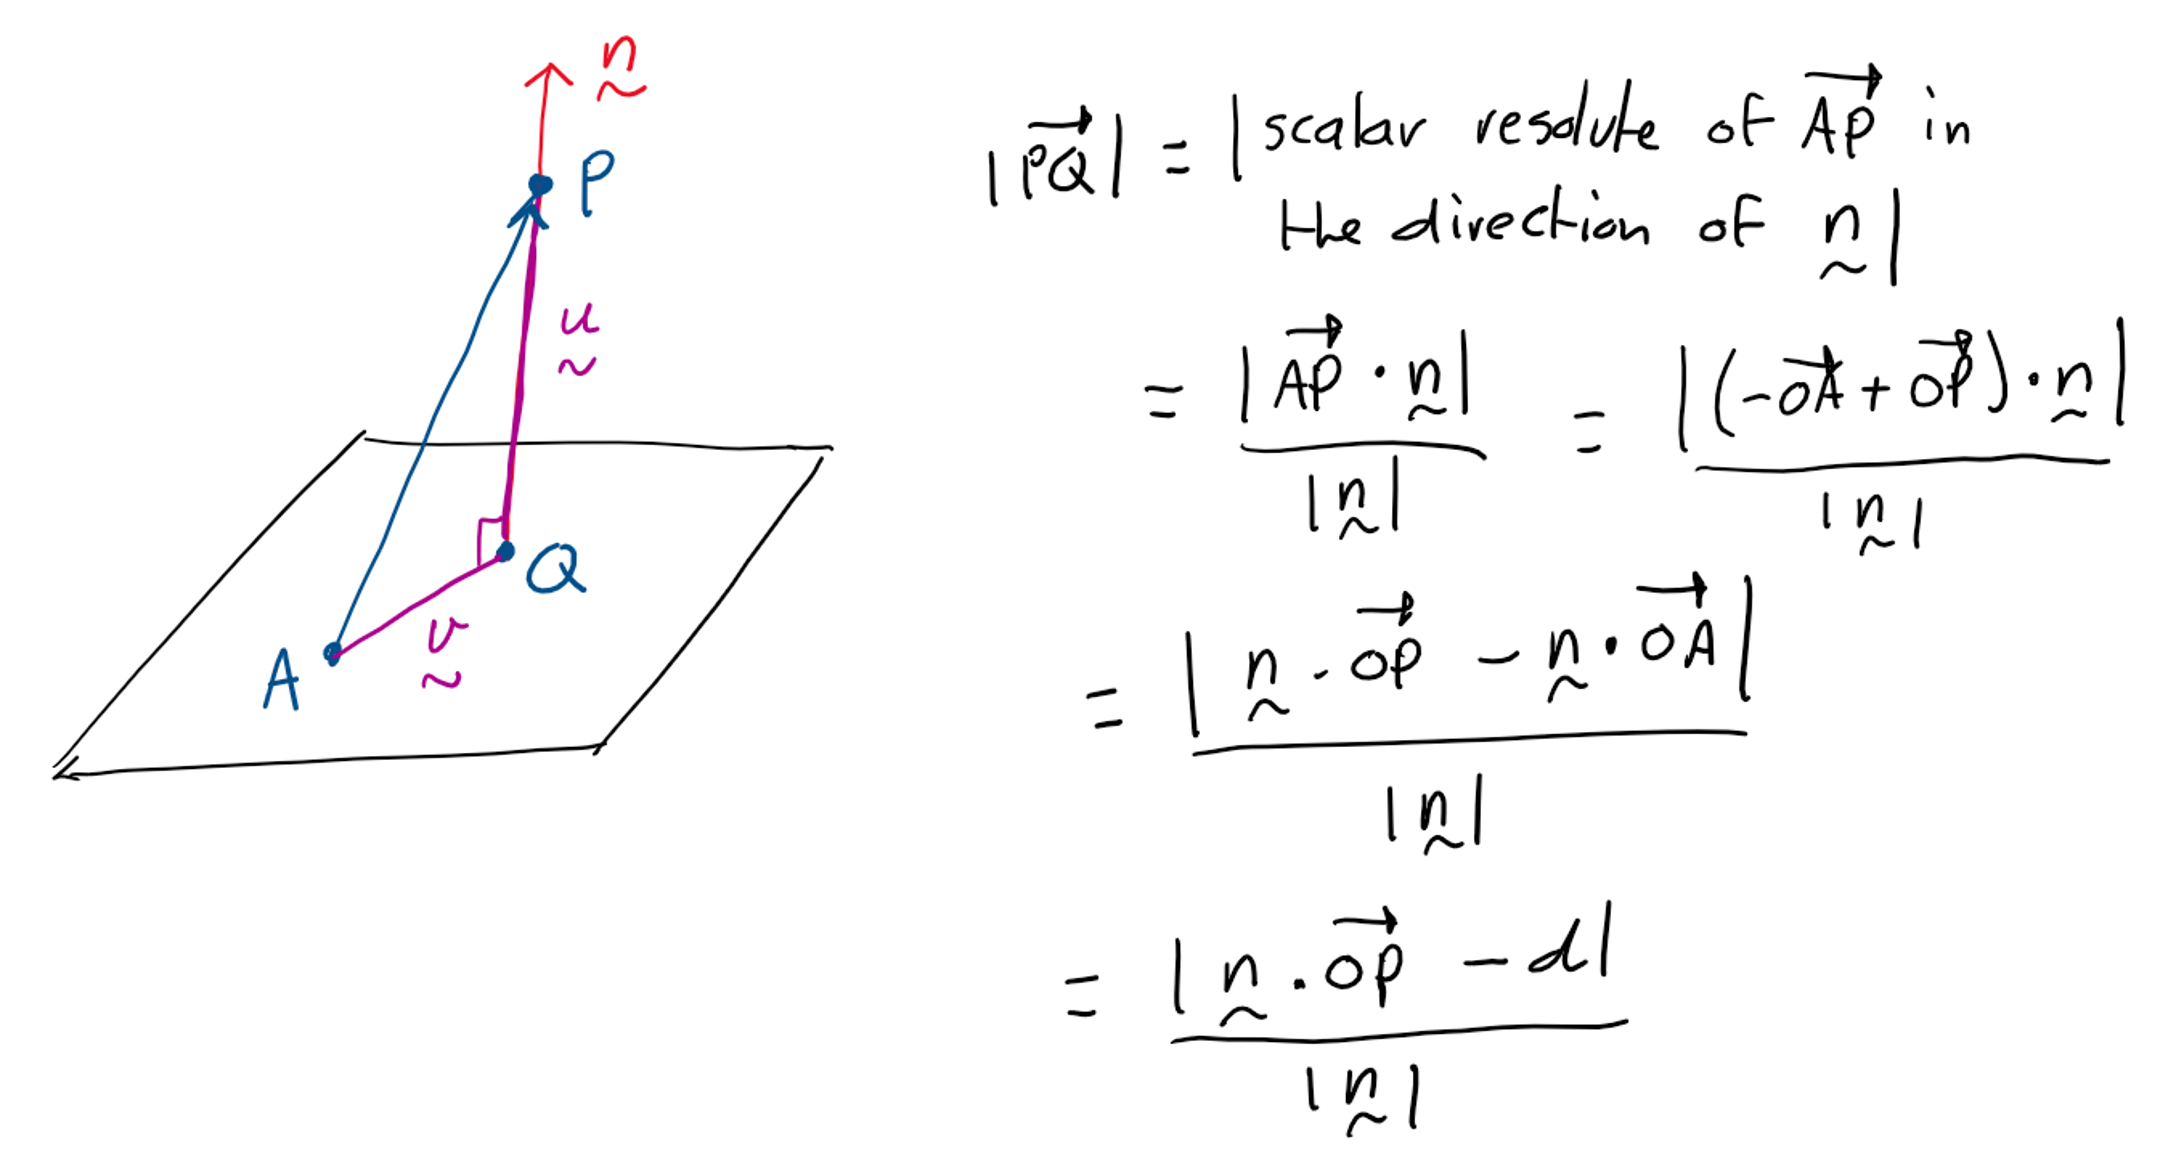 n
~
P
u
~
Q
v
~
A
|PQ⃗| = |scalar resolute of AP⃗ in
the direction of n̰|
= |AP⃗ · n̰| / |n̰| = |(-OA⃗ + OP⃗) · n̰| / |n̰|
= |n̰ · OP⃗ - n̰ · OA⃗| / |n̰|
= |n̰ · OP⃗ - d| / |n̰|